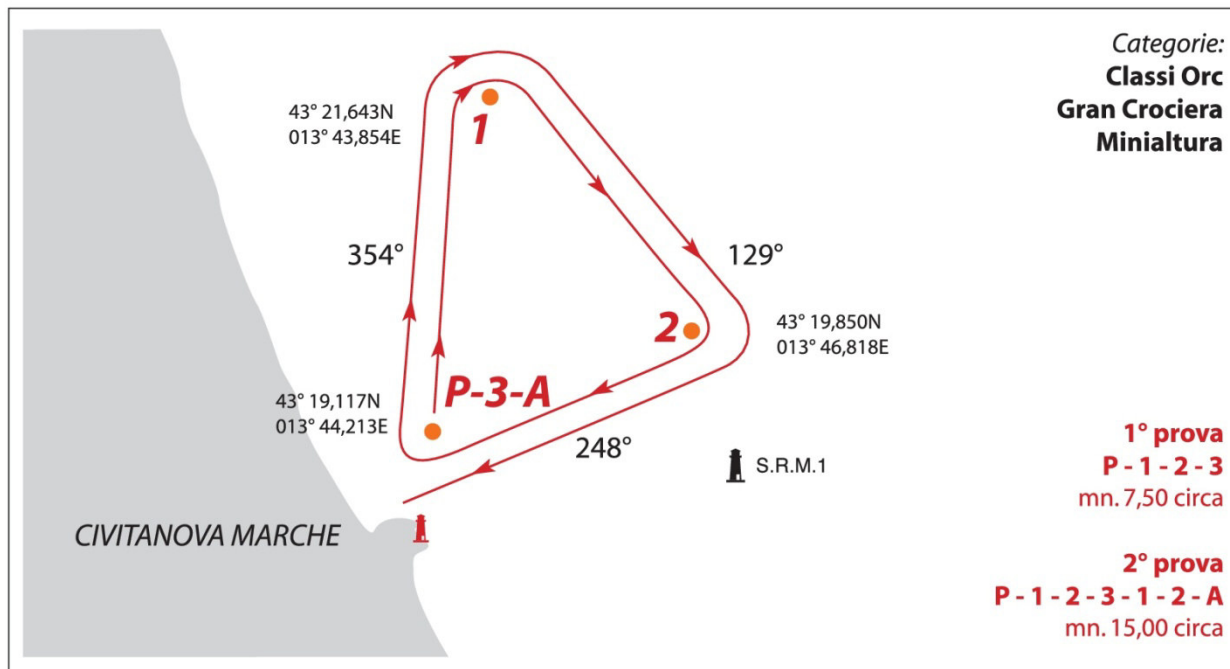 Categorie:
Classi Orc
Gran Crociera
Minialtura
43° 21,643N
013° 43,854E
1
354°
129°
2
43° 19,850N
013° 46,818E
P-3-A
43° 19,117N
013° 44,213E
248°
S.R.M.1
CIVITANOVA MARCHE
1° prova
P - 1 - 2 - 3
mn. 7,50 circa
2° prova
P - 1 - 2 - 3 - 1 - 2 - A
mn. 15,00 circa